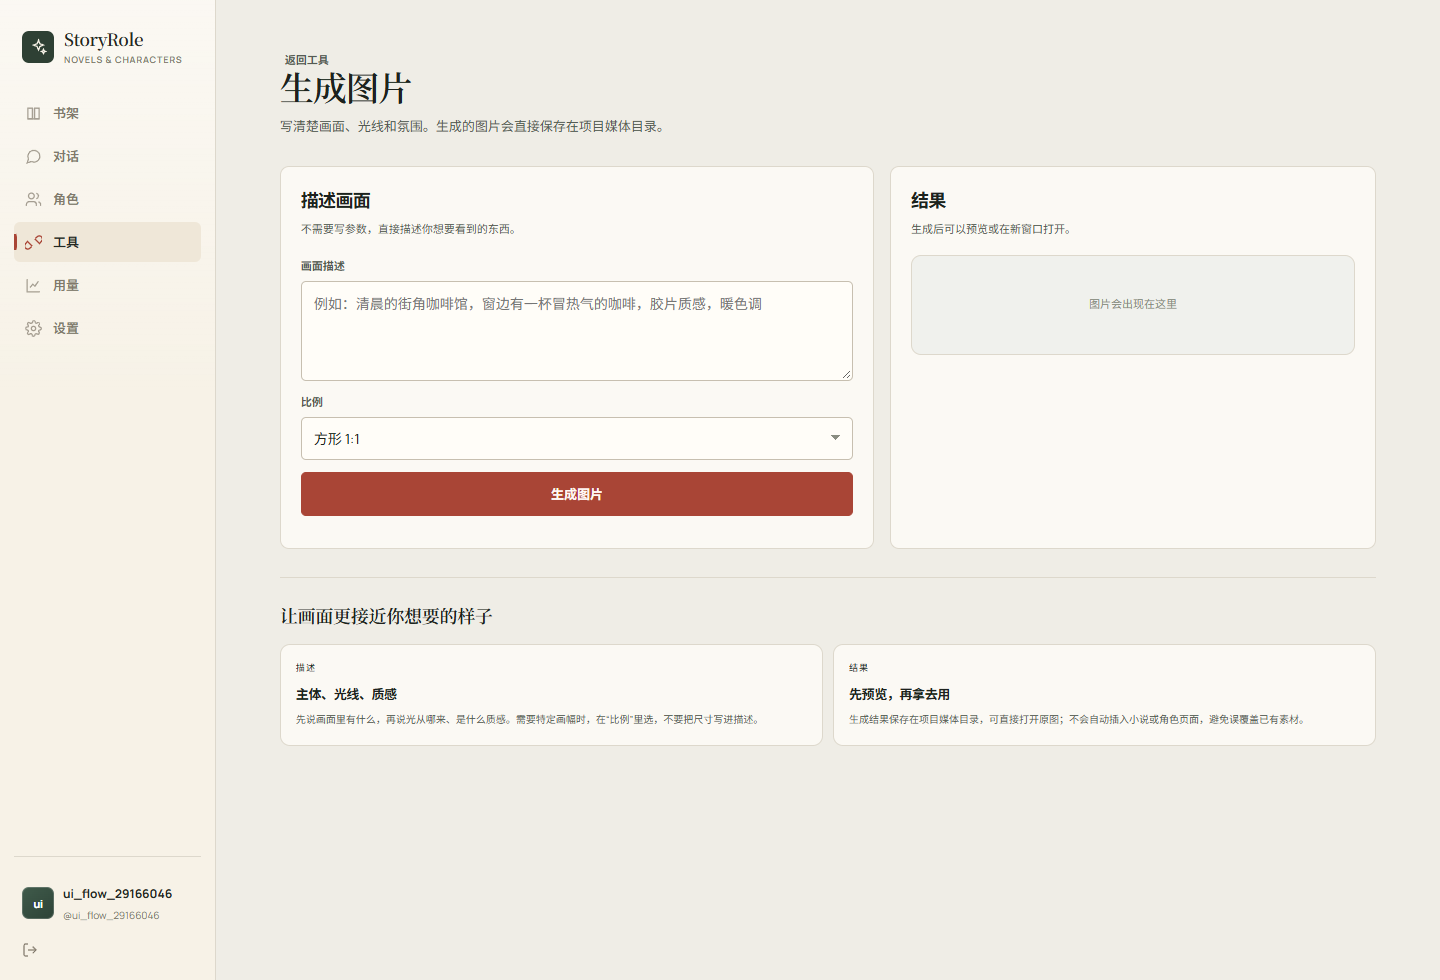 StoryRole
NOVELS & CHARACTERS
书架
对话
角色
工具
用量
设置
ui
ui_flow_29166046
@ui_flow_29166046
返回工具
生成图片
写清楚画面、光线和氛围。生成的图片会直接保存在项目媒体目录。
描述画面
不需要写参数，直接描述你想要看到的东西。
画面描述
例如：清晨的街角咖啡馆，窗边有一杯冒热气的咖啡，胶片质感，暖色调
比例
方形 1:1
生成图片
结果
生成后可以预览或在新窗口打开。
图片会出现在这里
让画面更接近你想要的样子
描述
主体、光线、质感
先说画面里有什么，再说光从哪来、是什么质感。需要特定画幅时，在“比例”里选，不要把尺寸写进描述。
结果
先预览，再拿去用
生成结果保存在项目媒体目录，可直接打开原图；不会自动插入小说或角色页面，避免误覆盖已有素材。